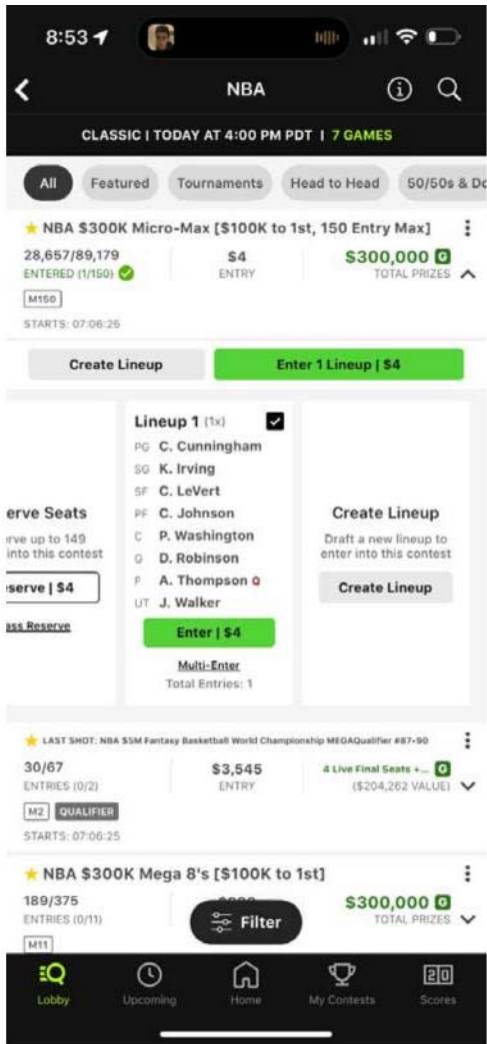 8:53
NBA
CLASSIC | TODAY AT 4:00 PM PDT | 7 GAMES
All Featured Tournaments Head to Head 50/50s & Do
NBA $300K Micro-Max [$100K to 1st, 150 Entry Max]
28,657/89,179 $4 $300,000 G
ENTERED (1/150) ENTRY TOTAL PRIZES
M150
STARTS: 07:06:26
Create Lineup Enter 1 Lineup | $4
Lineup 1 (1x)
PG C. Cunningham
SG K. Irving
SF C. LeVert
PF C. Johnson
C P. Washington
G D. Robinson
F A. Thompson Q
UT J. Walker
Enter | $4
Multi-Enter
Total Entries: 1
erve Seats
rve up to 149
into this contest
eserve | $4
ass Reserve
Create Lineup
Draft a new lineup to
enter into this contest
Create Lineup
LAST SHOT: NBA $5M Fantasy Basketball World Championship MEGAQualifier #87-90
30/67 $3,545 4 Live Final Seats +... G
ENTRIES (0/2) ENTRY ($204,262 VALUE)
M2 QUALIFIER
STARTS: 07:06:25
NBA $300K Mega 8's [$100K to 1st]
189/375 $300,000 G
ENTRIES (0/11) TOTAL PRIZES
Filter
M11
Lobby Upcoming Home My Contests 20 Scores